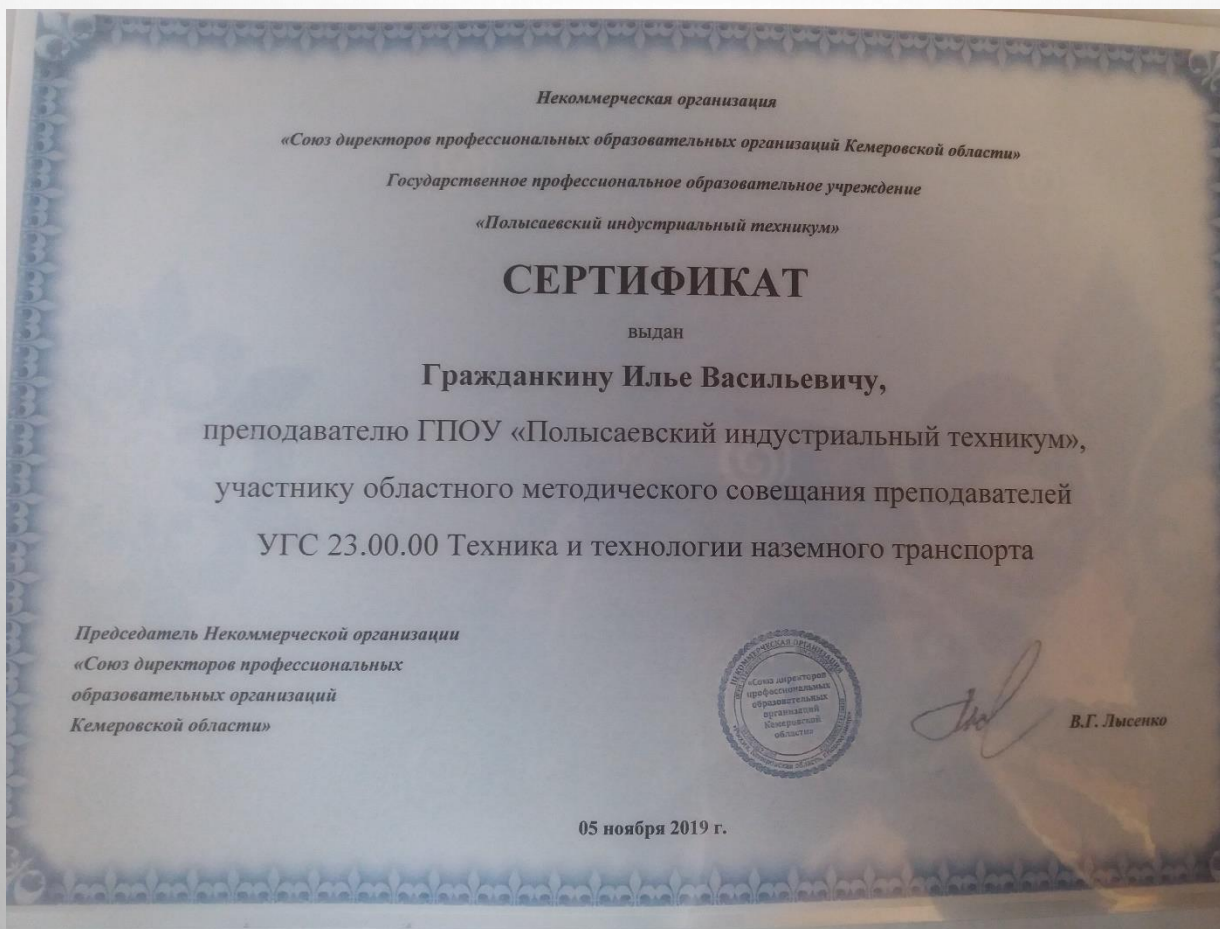 Некоммерческая организация
«Союз директоров профессиональных образовательных организаций Кемеровской области»
Государственное профессиональное образовательное учреждение
«Полысаевский индустриальный техникум»
СЕРТИФИКАТ
выдан
Гражданкину Илье Васильевичу,
преподавателю ГПОУ «Полысаевский индустриальный техникум»,
участнику областного методического совещания преподавателей
УГС 23.00.00 Техника и технологии наземного транспорта
Председатель Некоммерческой организации
«Союз директоров профессиональных
образовательных организаций
Кемеровской области»
НЕКОММЕРЧЕСКАЯ ОРГАНИЗАЦИЯ
«Союз директоров
профессиональных
образовательных
организаций
Кемеровской
области»
В.Г. Лысенко
05 ноября 2019 г.